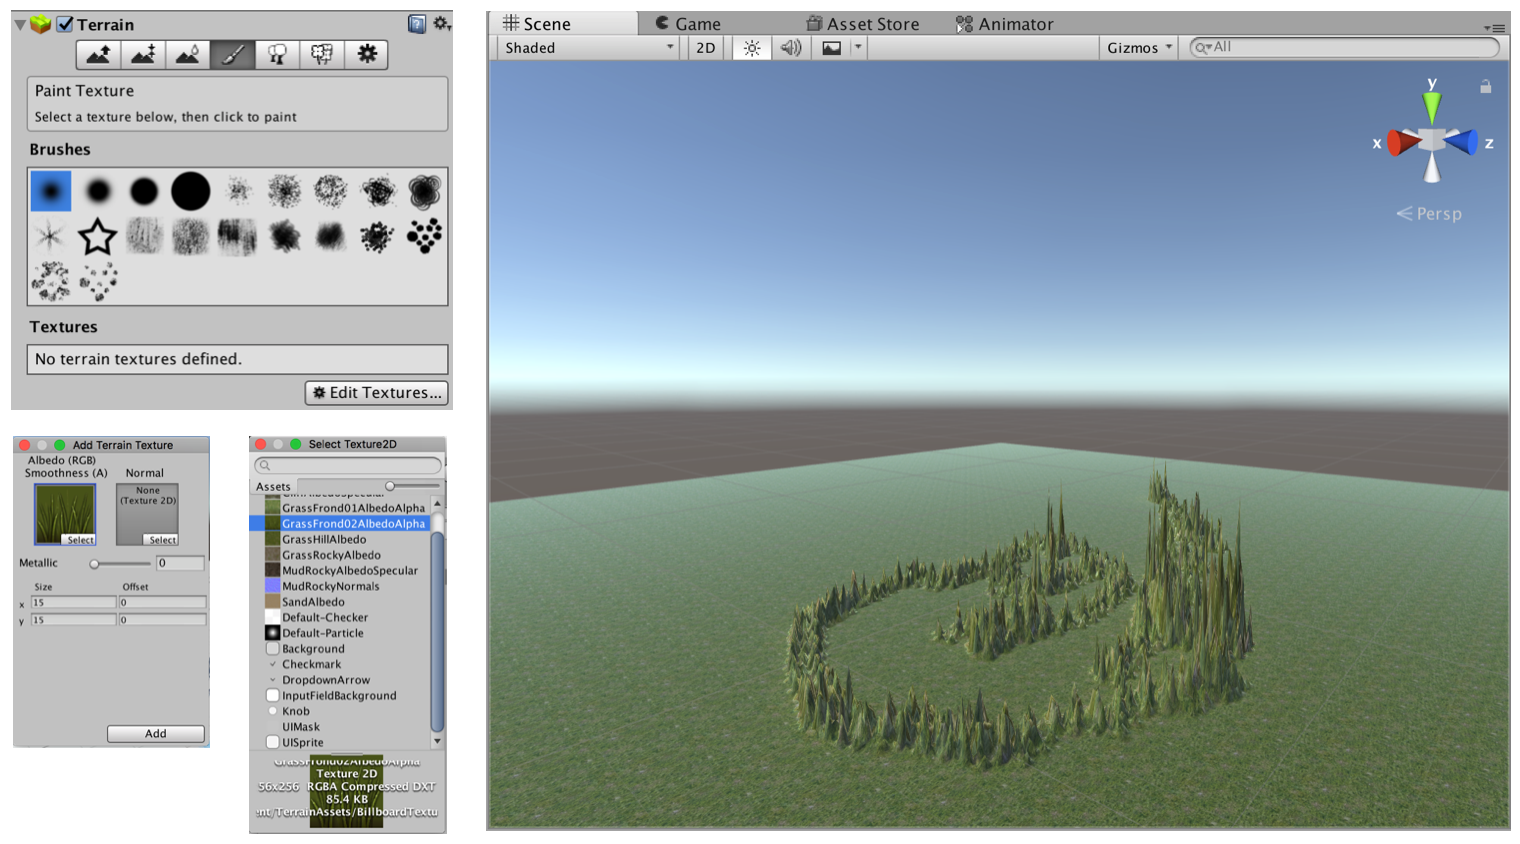 Terrain
Paint Texture
Select a texture below, then click to paint
Brushes
Textures
No terrain textures defined.
Edit Textures...
Add Terrain Texture
Albedo (RGB)
Smoothness (A) Normal
None
(Texture 2D)
Select Select
Metallic 0
Size Offset
x 15 0
y 15 0
Add
Select Texture2D
Assets
GrassFrond01AlbedoAlpha
GrassFrond02AlbedoAlpha
GrassHillAlbedo
GrassRockyAlbedo
MudRockyAlbedoSpecular
MudRockyNormals
SandAlbedo
Default-Checker
Default-Particle
Background
Checkmark
DropdownArrow
InputFieldBackground
Knob
UIMask
UISprite
GrassFrond02AlbedoAlpha
Texture 2D
56x256 RGBA Compressed DXT
85.4 KB
ent/TerrainAssets/BillboardTextu
Scene Game Asset Store Animator
Shaded 2D Gizmos All
y
x z
Persp